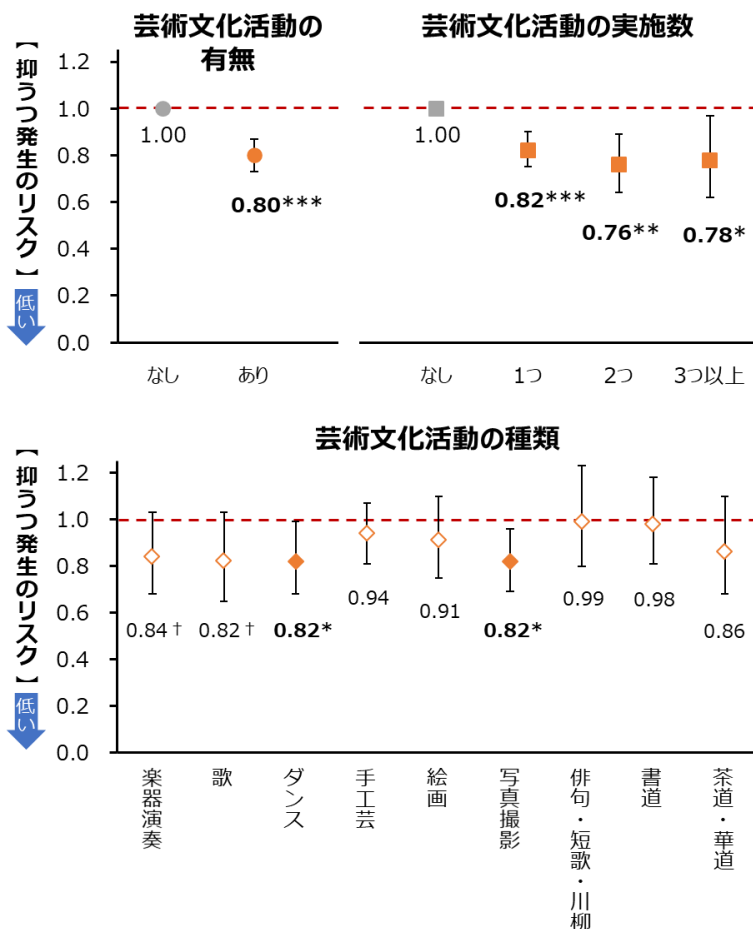 芸術文化活動の
有無
芸術文化活動の実施数
【抑うつ発生のリスク】
低い
1.2
1.0
0.8
0.6
0.4
0.2
0.0
1.00
0.80***
1.00
0.82***
0.76**
0.78*
なし
あり
なし
1つ
2つ
3つ以上
芸術文化活動の種類
【抑うつ発生のリスク】
低い
1.2
1.0
0.8
0.6
0.4
0.2
0.0
0.84†
0.82†
0.82*
0.94
0.91
0.82*
0.99
0.98
0.86
楽器演奏
歌
ダンス
手工芸
絵画
写真撮影
俳句・短歌・川柳
書道
茶道・華道